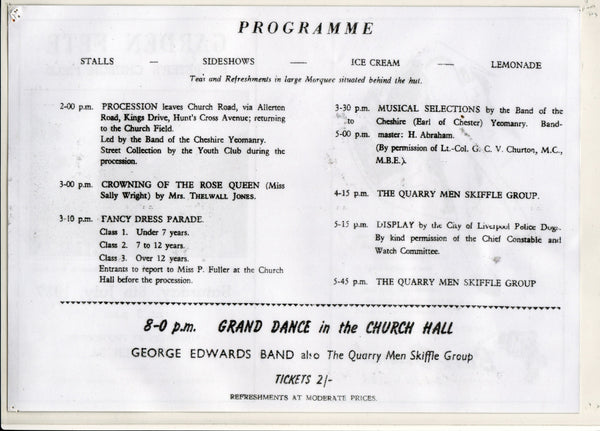 PROGRAMME
STALLS — SIDESHOWS — ICE CREAM — LEMONADE
Teas and Refreshments in large Marquee situated behind the hut.
2-00 p.m. PROCESSION leaves Church Road, via Allerton
Road, Kings Drive, Hunt's Cross Avenue; returning
to the Church Field.
Led by the Band of the Cheshire Yeomanry.
Street Collection by the Youth Club during the
procession.
3-00 p.m. CROWNING OF THE ROSE QUEEN (Miss
Sally Wright) by Mrs. THELWALL JONES.
3-10 p.m. FANCY DRESS PARADE.
Class 1. Under 7 years.
Class 2. 7 to 12 years.
Class 3. Over 12 years.
Entrants to report to Miss P. Fuller at the Church
Hall before the procession.
3-30 p.m. MUSICAL SELECTIONS by the Band of the
to Cheshire (Earl of Chester) Yeomanry. Band-
5-00 p.m. master: H. Abraham.
(By permission of Lt.-Col. G. C. V. Churton, M.C.,
M.B.E.).
4-15 p.m. THE QUARRY MEN SKIFFLE GROUP.
5-15 p.m. DISPLAY by the City of Liverpool Police Dogs.
By kind permission of the Chief Constable and
Watch Committee.
5-45 p.m. THE QUARRY MEN SKIFFLE GROUP
8-0 p.m. GRAND DANCE in the CHURCH HALL
GEORGE EDWARDS BAND also The Quarry Men Skiffle Group
TICKETS 2/-
REFRESHMENTS AT MODERATE PRICES.